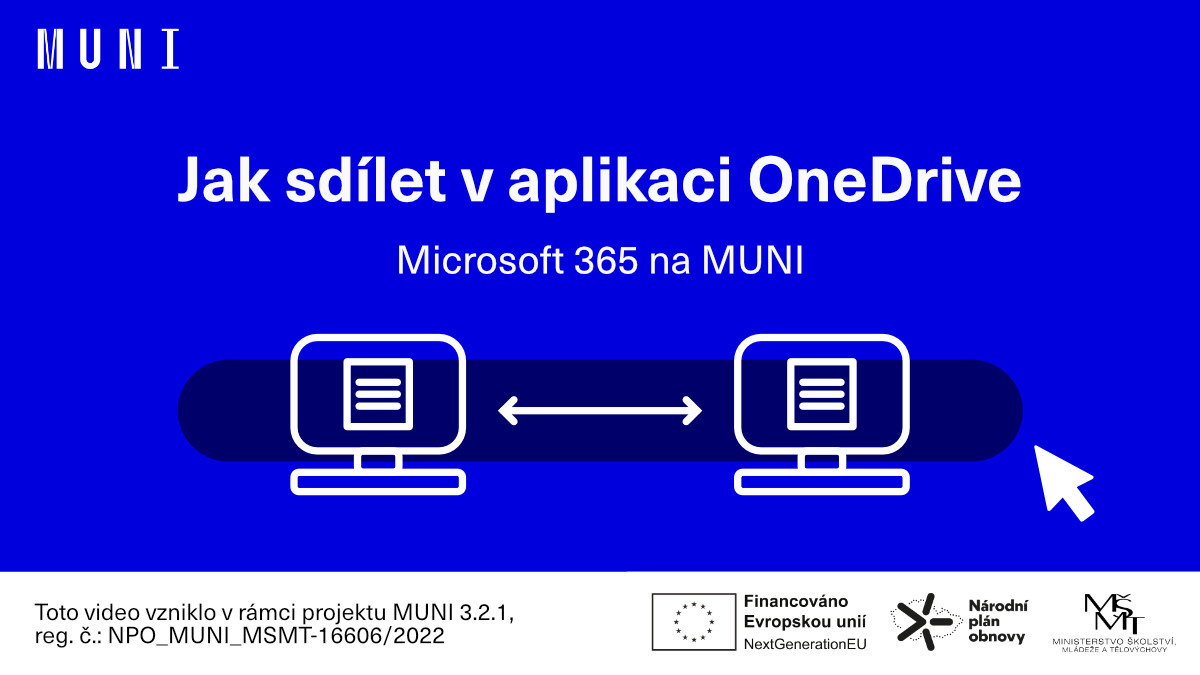 MUNI
Jak sdílet v aplikaci OneDrive
Microsoft 365 na MUNI
Toto video vzniklo v rámci projektu MUNI 3.2.1,
reg. č.: NPO_MUNI_MSMT-16606/2022
Financováno
Evropskou unií
NextGenerationEU
Národní
plán
obnovy
MŠMT
MINISTERSTVO ŠKOLSTVÍ,
MLÁDEŽE A TĚLOVÝCHOVY